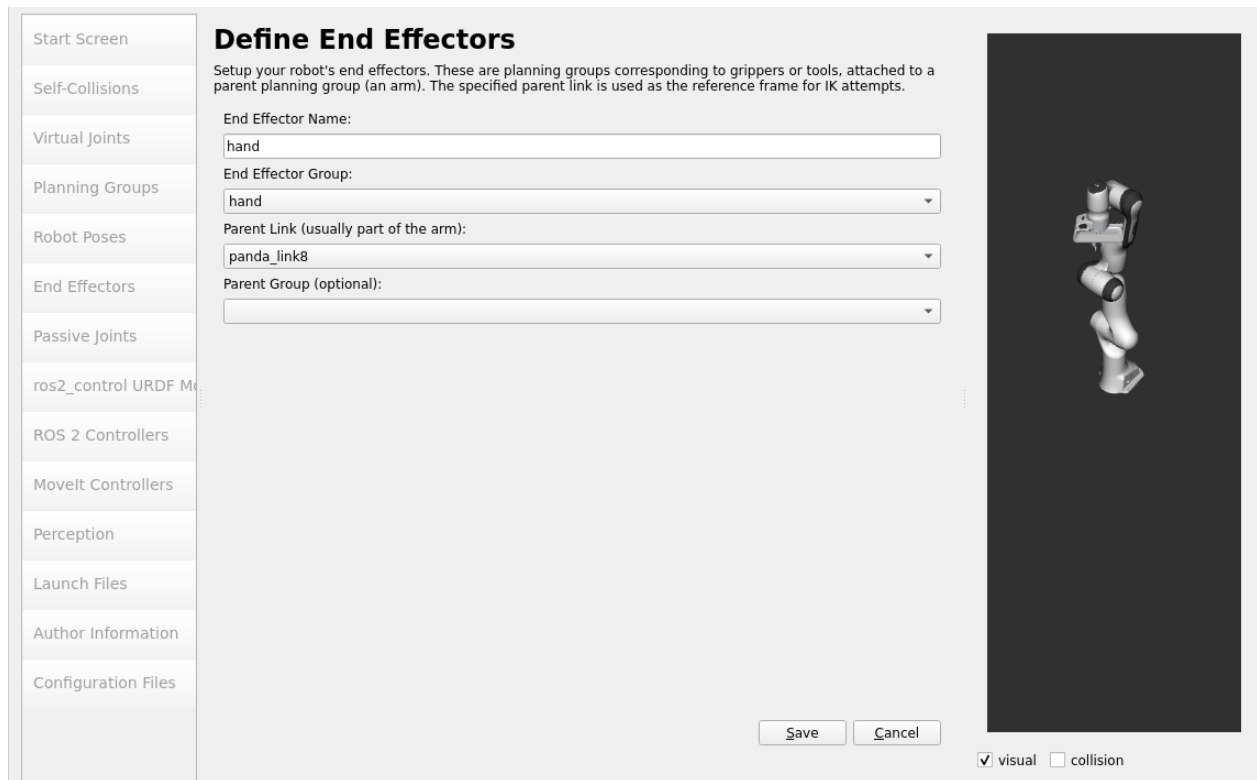 Start Screen
Self-Collisions
Virtual Joints
Planning Groups
Robot Poses
End Effectors
Passive Joints
ros2_control URDF Mo
ROS 2 Controllers
MoveIt Controllers
Perception
Launch Files
Author Information
Configuration Files
Define End Effectors
Setup your robot's end effectors. These are planning groups corresponding to grippers or tools, attached to a
parent planning group (an arm). The specified parent link is used as the reference frame for IK attempts.
End Effector Name:
hand
End Effector Group:
hand
Parent Link (usually part of the arm):
panda_link8
Parent Group (optional):
Save Cancel
visual collision